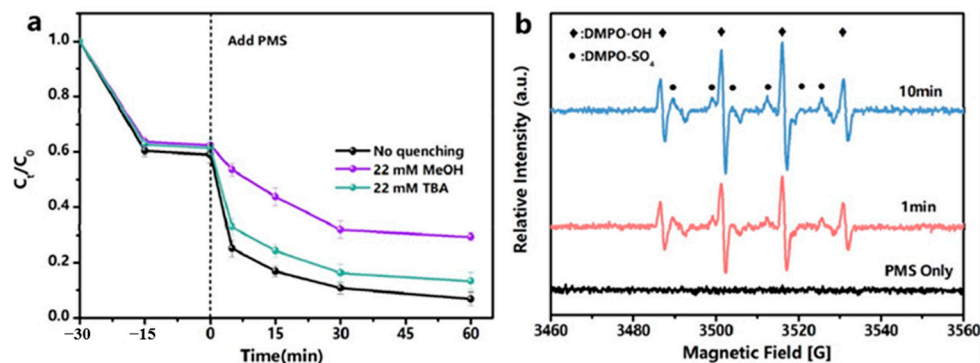 a
Add PMS
1.0
0.8
0.6
0.4
0.2
0.0
Cₜ/C₀
No quenching
22 mM MeOH
22 mM TBA
−30
−15
0
15
30
45
60
Time(min)
b
♦:DMPO-OH
●:DMPO-SO₄
10min
1min
PMS Only
Relative Intensity (a.u.)
3460
3480
3500
3520
3540
3560
Magnetic Field [G]